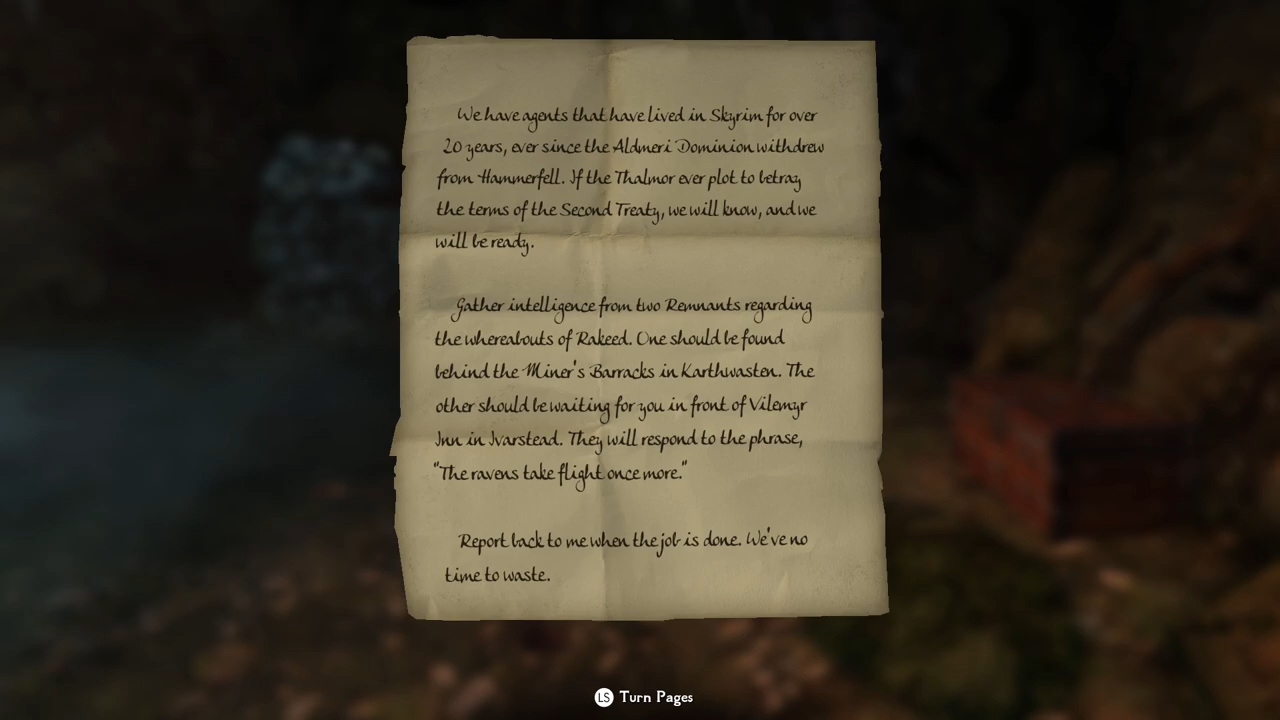 We have agents that have lived in Skyrim for over
20 years, ever since the Aldmeri Dominion withdrew
from Hammerfell. If the Thalmor ever plot to betray
the terms of the Second Treaty, we will know, and we
will be ready.
Gather intelligence from two Remnants regarding
the whereabouts of Rakeed. One should be found
behind the Miner's Barracks in Karthwasten. The
other should be waiting for you in front of Vilemyr
Inn in Ivarstead. They will respond to the phrase,
"The ravens take flight once more."
Report back to me when the job is done. We've no
time to waste.
LS Turn Pages